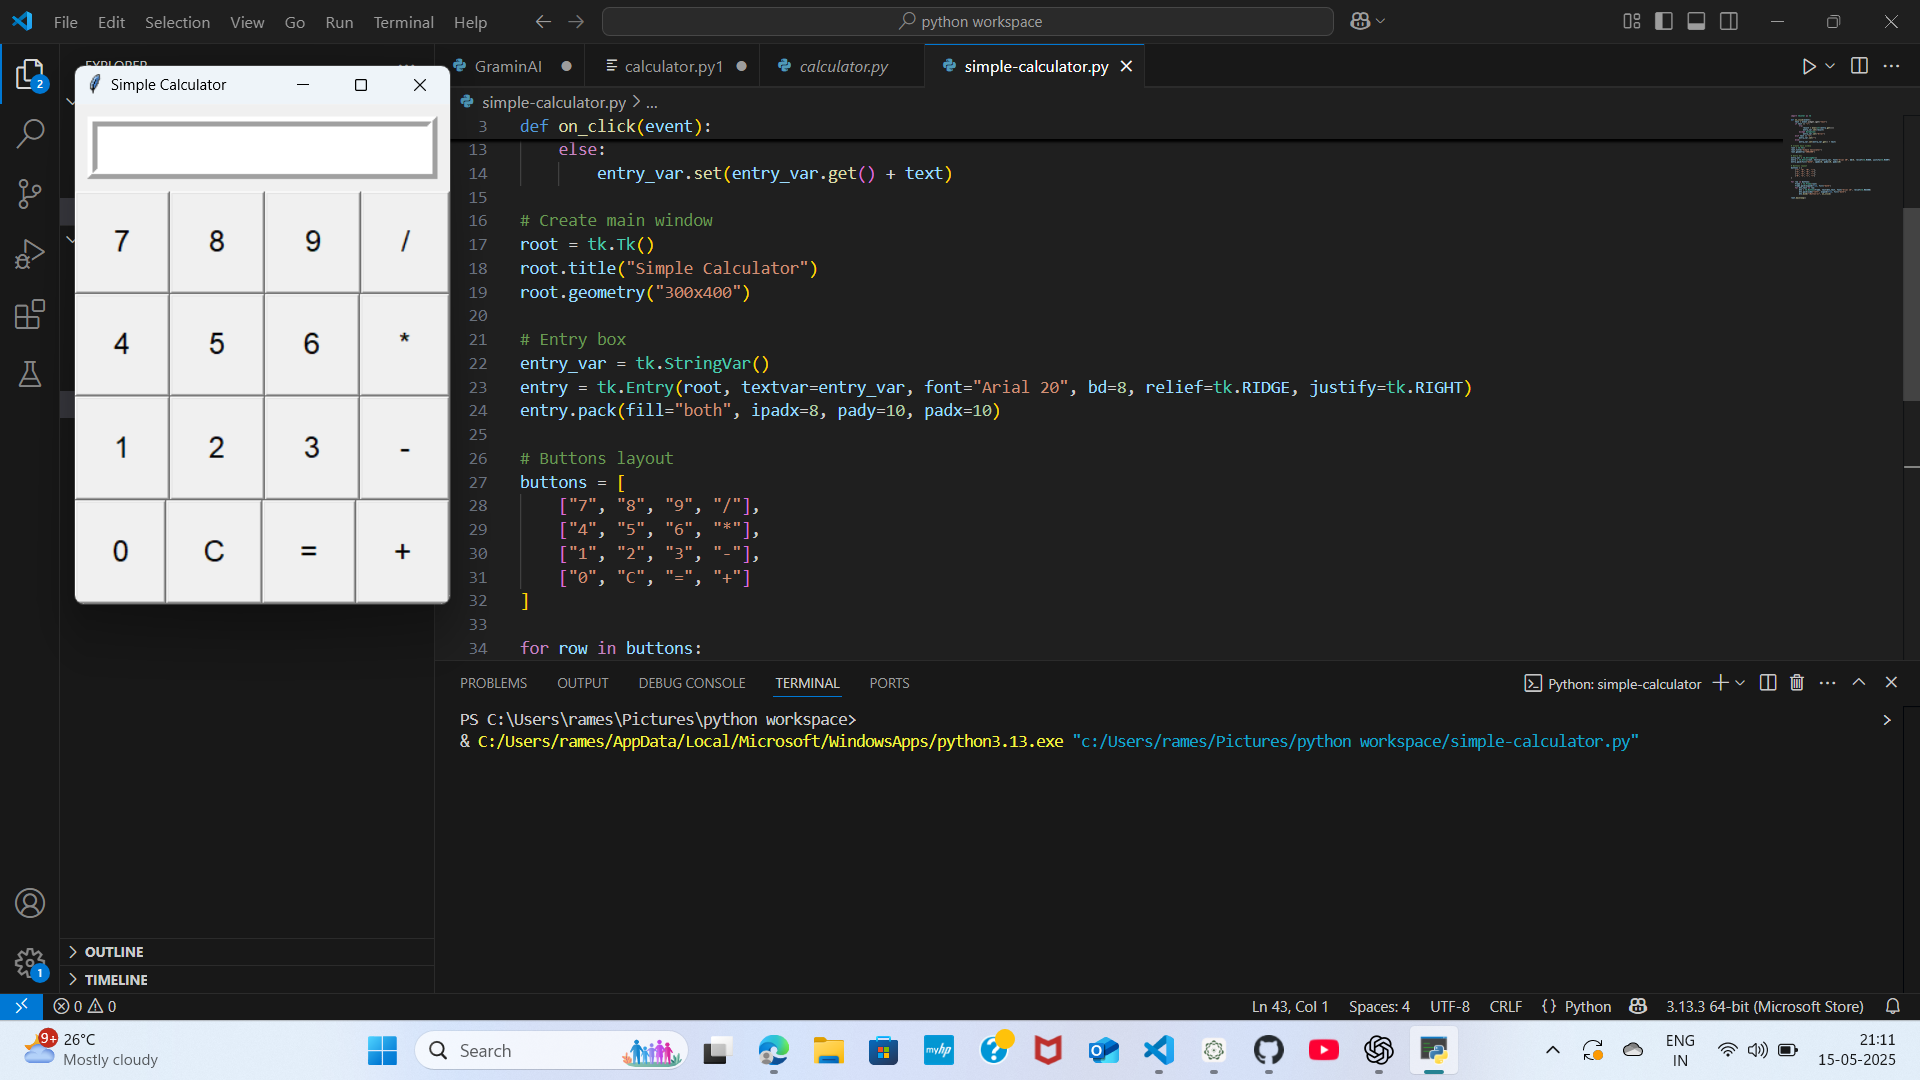 File Edit Selection View Go Run Terminal Help
python workspace
Simple Calculator
7 8 9 /
4 5 6 *
1 2 3 -
0 C = +
2
GraminAI
calculator.py1
calculator.py
simple-calculator.py
simple-calculator.py > ...
3 def on_click(event):
13 else:
14 entry_var.set(entry_var.get() + text)
15
16 # Create main window
17 root = tk.Tk()
18 root.title("Simple Calculator")
19 root.geometry("300x400")
20
21 # Entry box
22 entry_var = tk.StringVar()
23 entry = tk.Entry(root, textvar=entry_var, font="Arial 20", bd=8, relief=tk.RIDGE, justify=tk.RIGHT)
24 entry.pack(fill="both", ipadx=8, pady=10, padx=10)
25
26 # Buttons layout
27 buttons = [
28 ["7", "8", "9", "/"],
29 ["4", "5", "6", "*"],
30 ["1", "2", "3", "-"],
31 ["0", "C", "=", "+"]
32 ]
33
34 for row in buttons:
PROBLEMS OUTPUT DEBUG CONSOLE TERMINAL PORTS
Python: simple-calculator
PS C:\Users\rames\Pictures\python workspace>
& C:/Users/rames/AppData/Local/Microsoft/WindowsApps/python3.13.exe "c:/Users/rames/Pictures/python workspace/simple-calculator.py"
OUTLINE
TIMELINE
1
0 0
Ln 43, Col 1 Spaces: 4 UTF-8 CRLF {} Python 3.13.3 64-bit (Microsoft Store)
9+
26°C
Mostly cloudy
Search
myhp
ENG
IN
21:11
15-05-2025